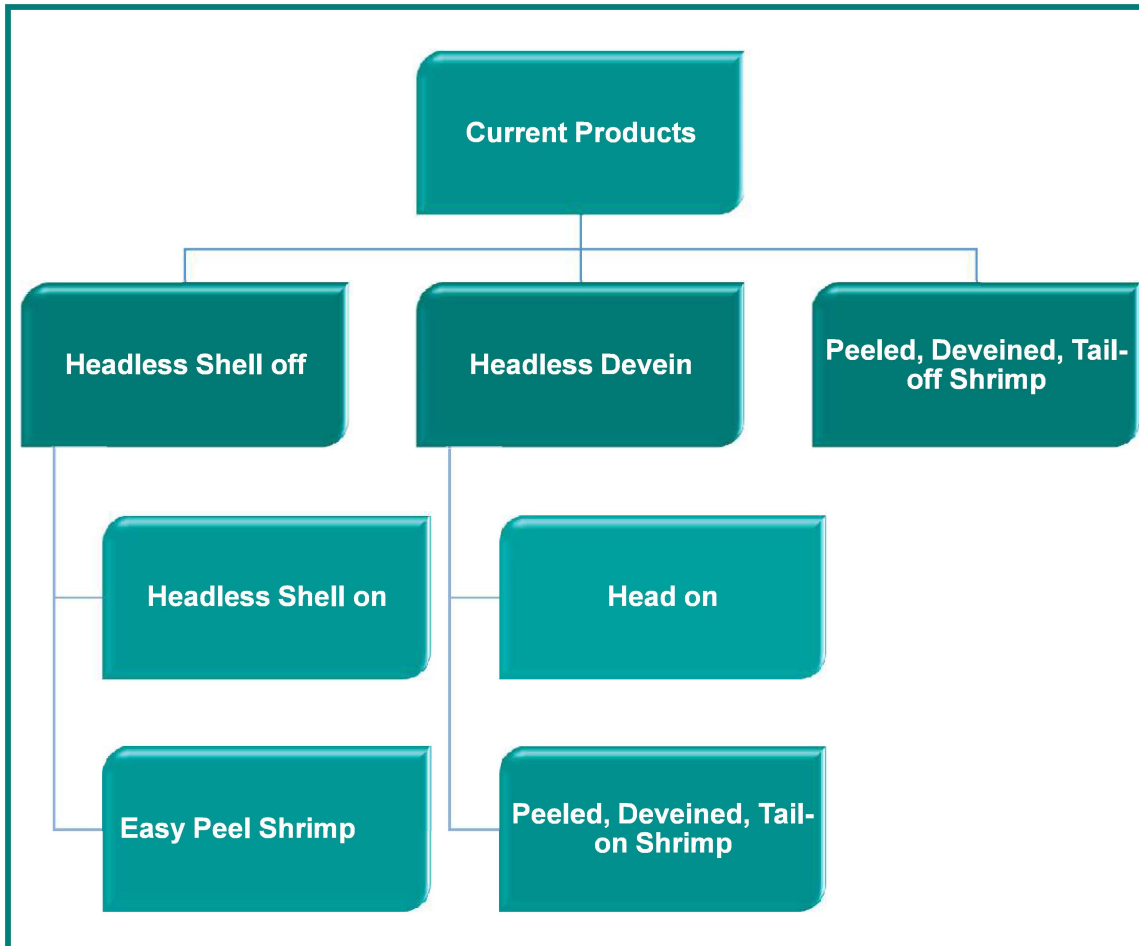 Current Products
Headless Shell off
Headless Devein
Peeled, Deveined, Tail-
off Shrimp
Headless Shell on
Head on
Easy Peel Shrimp
Peeled, Deveined, Tail-
on Shrimp